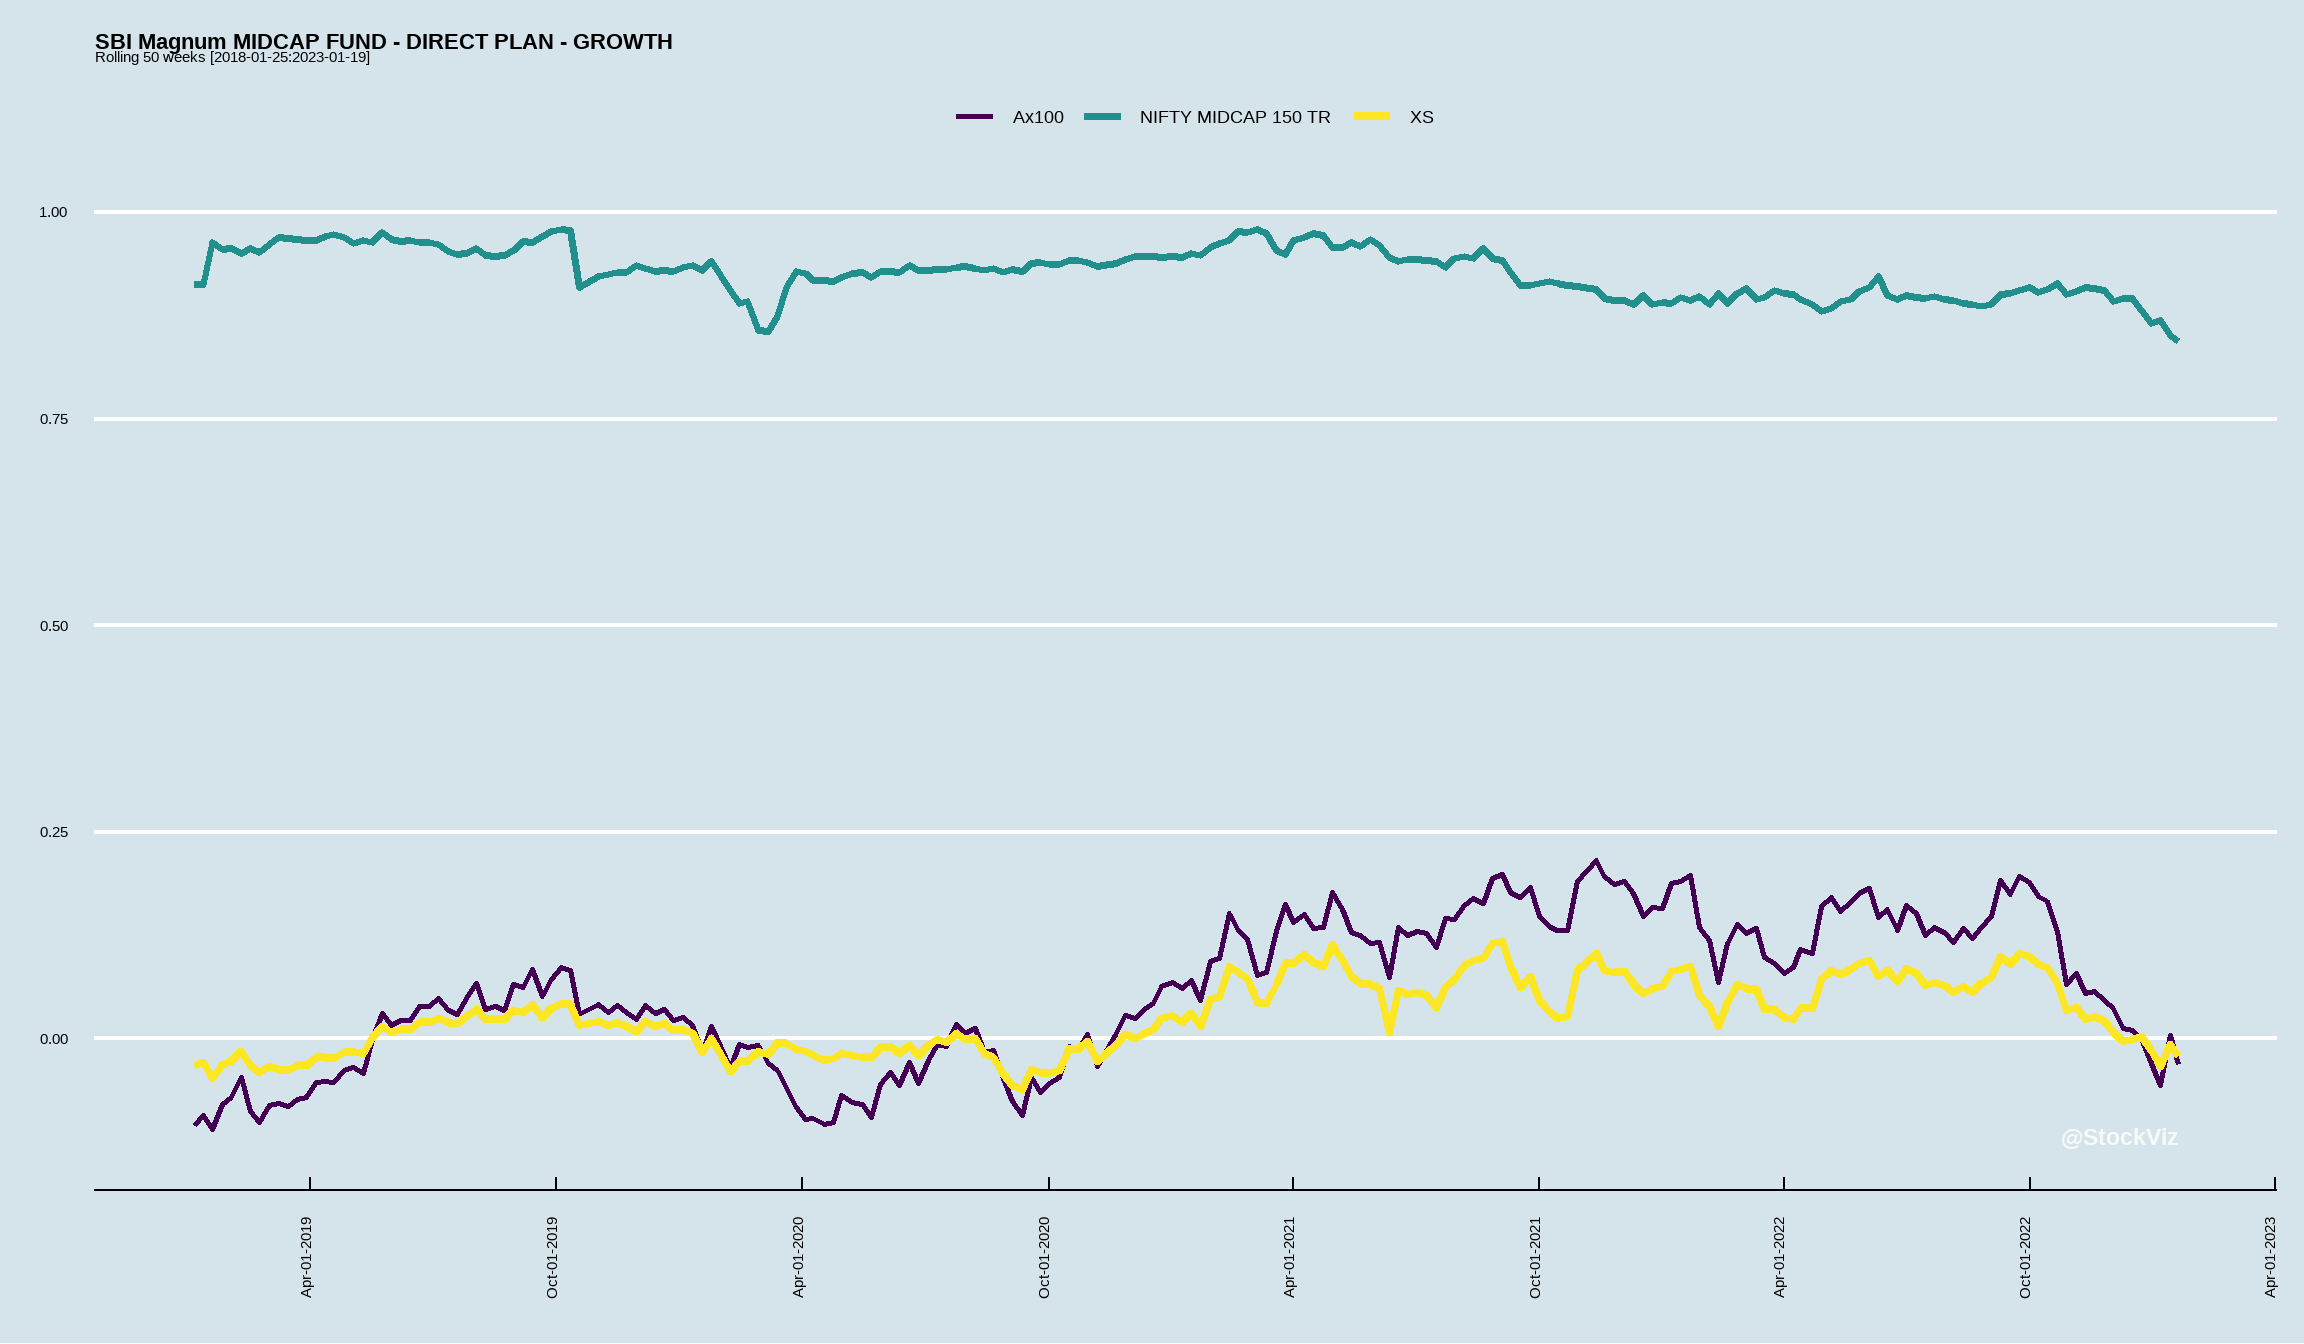 SBI Magnum MIDCAP FUND - DIRECT PLAN - GROWTH
Rolling 50 weeks [2018-01-25:2023-01-19]
Ax100 NIFTY MIDCAP 150 TR XS
1.00
0.75
0.50
0.25
0.00
@StockViz
Apr-01-2019
Oct-01-2019
Apr-01-2020
Oct-01-2020
Apr-01-2021
Oct-01-2021
Apr-01-2022
Oct-01-2022
Apr-01-2023